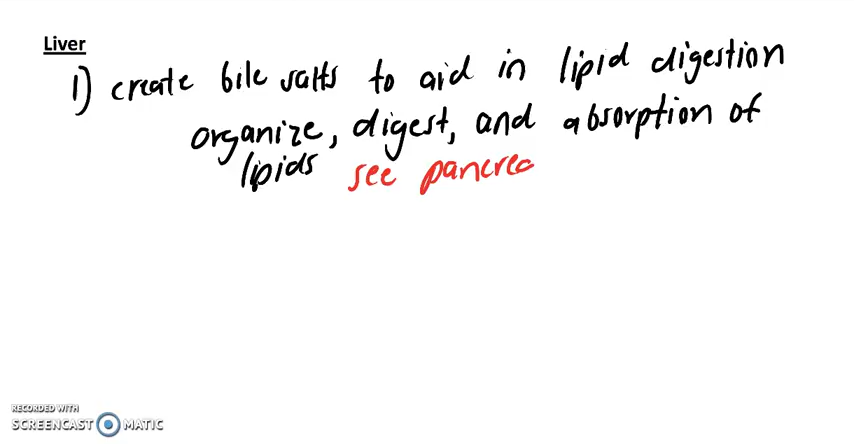 Liver
1) create bile salts to aid in lipid digestion
organize, digest, and absorption of
lipids see pancrea
RECORDED WITH
SCREENCAST MATIC